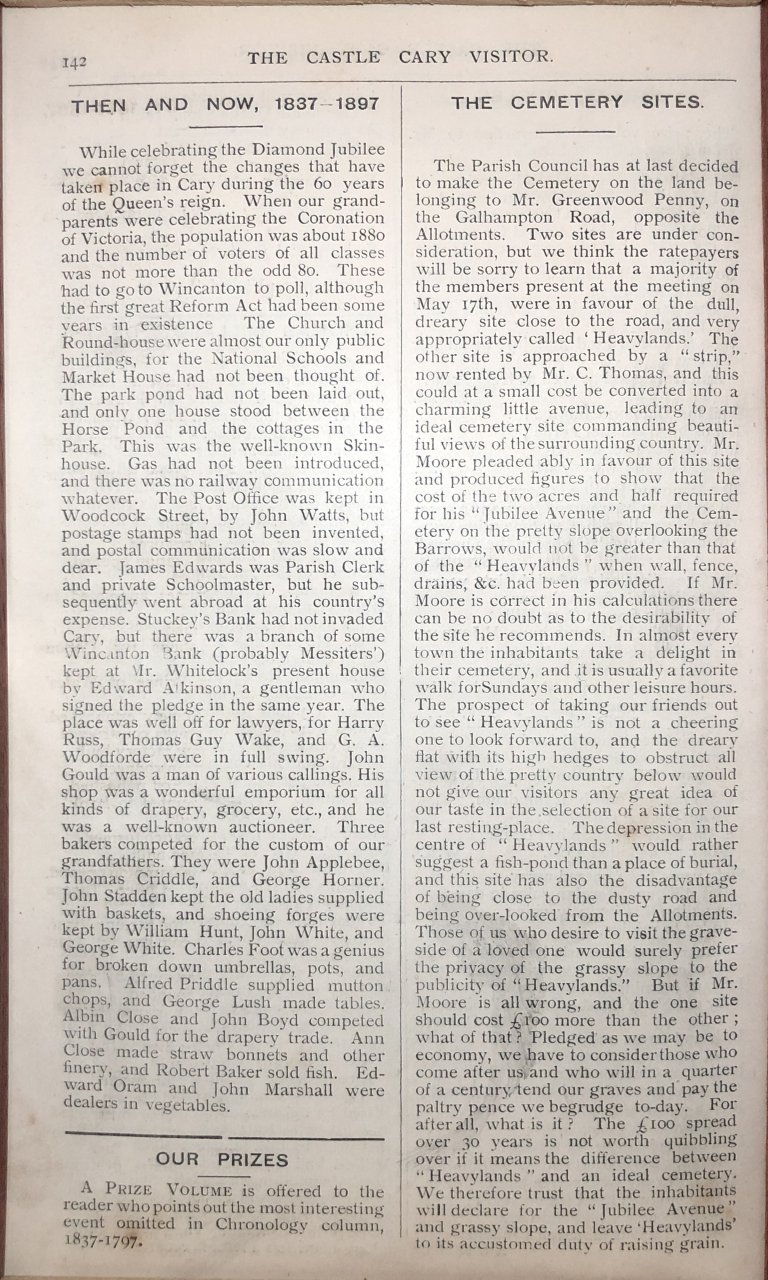 142
THE CASTLE CARY VISITOR.
THEN AND NOW, 1837–1897
While celebrating the Diamond Jubilee
we cannot forget the changes that have
taken place in Cary during the 60 years
of the Queen's reign. When our grand-
parents were celebrating the Coronation
of Victoria, the population was about 1880
and the number of voters of all classes
was not more than the odd 80. These
had to go to Wincanton to poll, although
the first great Reform Act had been some
years in existence The Church and
Round-house were almost our only public
buildings, for the National Schools and
Market House had not been thought of.
The park pond had not been laid out,
and only one house stood between the
Horse Pond and the cottages in the
Park. This was the well-known Skin-
house. Gas had not been introduced,
and there was no railway communication
whatever. The Post Office was kept in
Woodcock Street, by John Watts, but
postage stamps had not been invented,
and postal communication was slow and
dear. James Edwards was Parish Clerk
and private Schoolmaster, but he sub-
sequently went abroad at his country's
expense. Stuckey's Bank had not invaded
Cary, but there was a branch of some
Wincanton Bank (probably Messiters')
kept at Mr. Whitelock's present house
by Edward Atkinson, a gentleman who
signed the pledge in the same year. The
place was well off for lawyers, for Harry
Russ, Thomas Guy Wake, and G. A.
Woodforde were in full swing. John
Gould was a man of various callings. His
shop was a wonderful emporium for all
kinds of drapery, grocery, etc., and he
was a well-known auctioneer. Three
bakers competed for the custom of our
grandfathers. They were John Applebee,
Thomas Criddle, and George Horner.
John Stadden kept the old ladies supplied
with baskets, and shoeing forges were
kept by William Hunt, John White, and
George White. Charles Foot was a genius
for broken down umbrellas, pots, and
pans. Alfred Priddle supplied mutton
chops, and George Lush made tables.
Albin Close and John Boyd competed
with Gould for the drapery trade. Ann
Close made straw bonnets and other
finery, and Robert Baker sold fish. Ed-
ward Oram and John Marshall were
dealers in vegetables.
OUR PRIZES
A PRIZE VOLUME is offered to the
reader who points out the most interesting
event omitted in Chronology column,
1837-1797.
THE CEMETERY SITES.
The Parish Council has at last decided
to make the Cemetery on the land be-
longing to Mr. Greenwood Penny, on
the Galhampton Road, opposite the
Allotments. Two sites are under con-
sideration, but we think the ratepayers
will be sorry to learn that a majority of
the members present at the meeting on
May 17th, were in favour of the dull,
dreary site close to the road, and very
appropriately called ‘Heavylands.’ The
other site is approached by a “strip,”
now rented by Mr. C. Thomas, and this
could at a small cost be converted into a
charming little avenue, leading to an
ideal cemetery site commanding beauti-
ful views of the surrounding country. Mr.
Moore pleaded ably in favour of this site
and produced figures to show that the
cost of the two acres and half required
for his “Jubilee Avenue” and the Cem-
etery on the pretty slope overlooking the
Barrows, would not be greater than that
of the “Heavylands” when wall, fence,
drains, &c. had been provided. If Mr.
Moore is correct in his calculations there
can be no doubt as to the desirability of
the site he recommends. In almost every
town the inhabitants take a delight in
their cemetery, and it is usually a favorite
walk forSundays and other leisure hours.
The prospect of taking our friends out
to see “Heavylands” is not a cheering
one to look forward to, and the dreary
flat with its high hedges to obstruct all
view of the pretty country below would
not give our visitors any great idea of
our taste in the selection of a site for our
last resting-place. The depression in the
centre of “Heavylands” would rather
suggest a fish-pond than a place of burial,
and this site has also the disadvantage
of being close to the dusty road and
being over-looked from the Allotments.
Those of us who desire to visit the grave-
side of a loved one would surely prefer
the privacy of the grassy slope to the
publicity of “Heavylands.” But if Mr.
Moore is all wrong, and the one site
should cost £100 more than the other;
what of that? Pledged as we may be to
economy, we have to consider those who
come after us and who will in a quarter
of a century tend our graves and pay the
paltry pence we begrudge to-day. For
after all, what is it? The £100 spread
over 30 years is not worth quibbling
over if it means the difference between
“Heavylands” and an ideal cemetery.
We therefore trust that the inhabitants
will declare for the “Jubilee Avenue”
and grassy slope, and leave ‘Heavylands’
to its accustomed duty of raising grain.